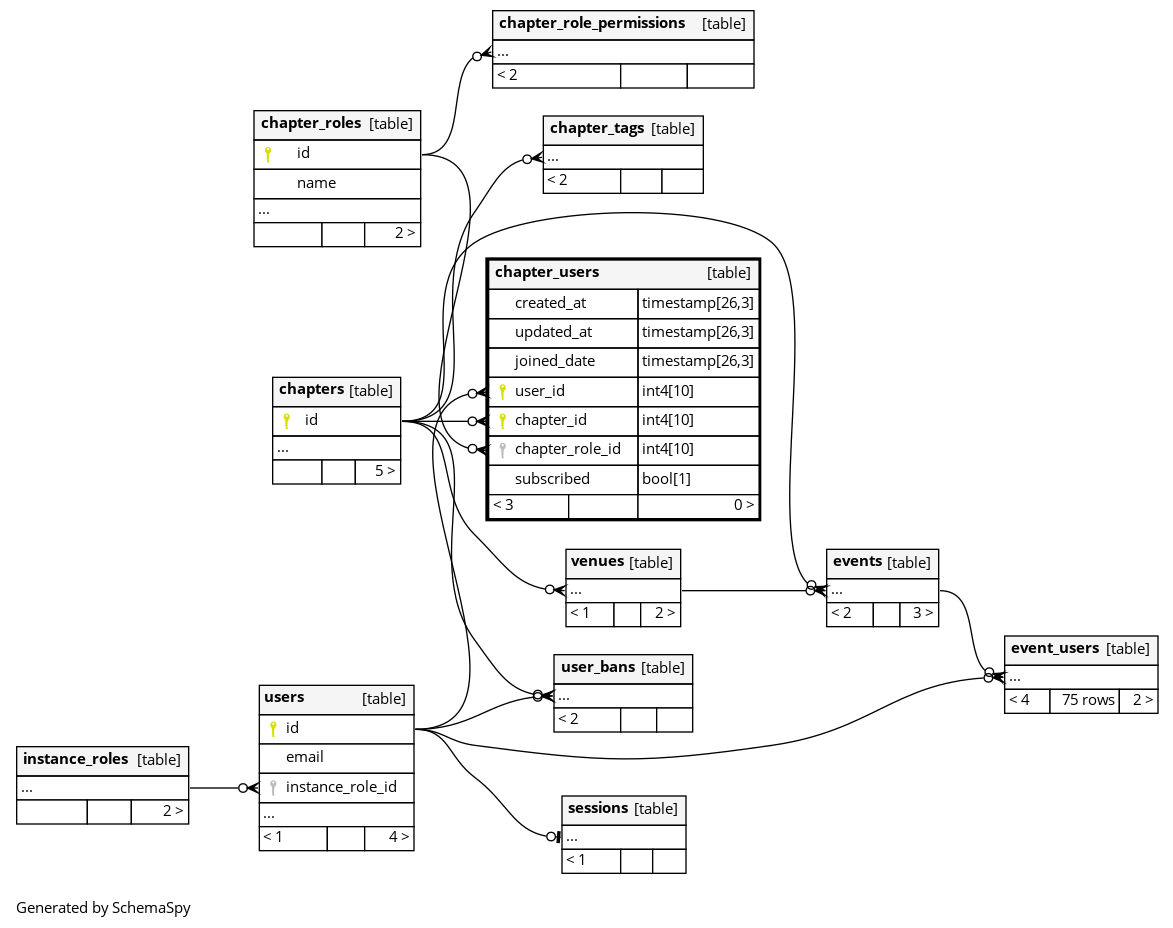 chapter_role_permissions [table]
...
< 2
chapter_roles [table]
id
name
...
2 >
chapter_tags [table]
...
< 2
chapter_users [table]
created_at timestamp[26,3]
updated_at timestamp[26,3]
joined_date timestamp[26,3]
user_id int4[10]
chapter_id int4[10]
chapter_role_id int4[10]
subscribed bool[1]
< 3 0 >
chapters [table]
id
...
5 >
venues [table]
...
< 1 2 >
events [table]
...
< 2 3 >
event_users [table]
...
< 4 75 rows 2 >
user_bans [table]
...
< 2
users [table]
id
email
instance_role_id
...
< 1 4 >
instance_roles [table]
...
2 >
sessions [table]
...
< 1
Generated by SchemaSpy